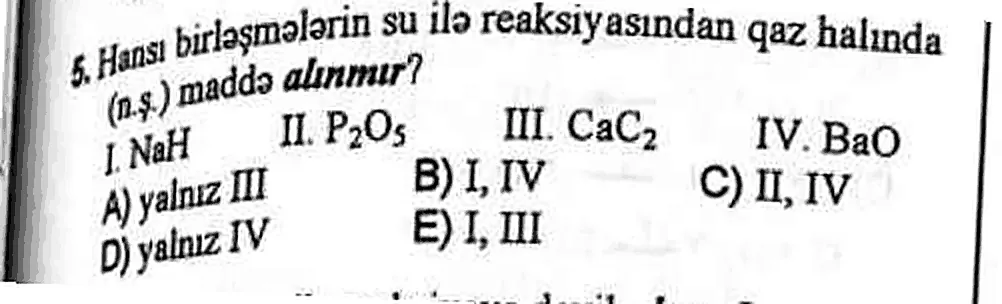 5. Hansı birləşmələrin su ilə reaksiyasından qaz halında
(n.ş.) maddə alınmır?
I. NaH II. P₂O₅ III. CaC₂ IV. BaO
A) yalnız III B) I, IV C) II, IV
D) yalnız IV E) I, III